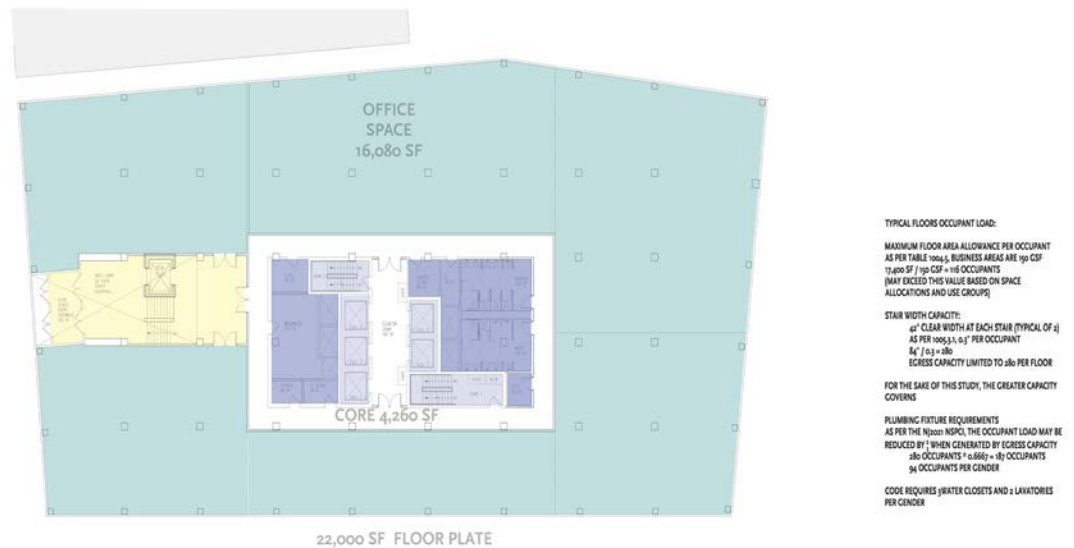 OFFICE
SPACE
16,080 SF
CORE 4,260 SF
22,000 SF FLOOR PLATE
TYPICAL FLOORS OCCUPANT LOAD:
MAXIMUM FLOOR AREA ALLOWANCE PER OCCUPANT
AS PER TABLE 1004.5, BUSINESS AREAS ARE 150 GSF
17,400 SF / 150 GSF = 116 OCCUPANTS
(MAY EXCEED THIS VALUE BASED ON SPACE
ALLOCATIONS AND USE GROUPS)
STAIR WIDTH CAPACITY:
42" CLEAR WIDTH AT EACH STAIR (TYPICAL OF 2)
AS PER 1005.3.1, 0.3" PER OCCUPANT
84" / 0.3 = 280
EGRESS CAPACITY LIMITED TO 280 PER FLOOR
FOR THE SAKE OF THIS STUDY, THE GREATER CAPACITY
GOVERNS
PLUMBING FIXTURE REQUIREMENTS
AS PER THE NJ2021 NSPCI, THE OCCUPANT LOAD MAY BE
REDUCED BY WHEN GENERATED BY EGRESS CAPACITY
280 OCCUPANTS * 0.6667 = 187 OCCUPANTS
94 OCCUPANTS PER GENDER
CODE REQUIRES 3WATER CLOSETS AND 2 LAVATORIES
PER GENDER